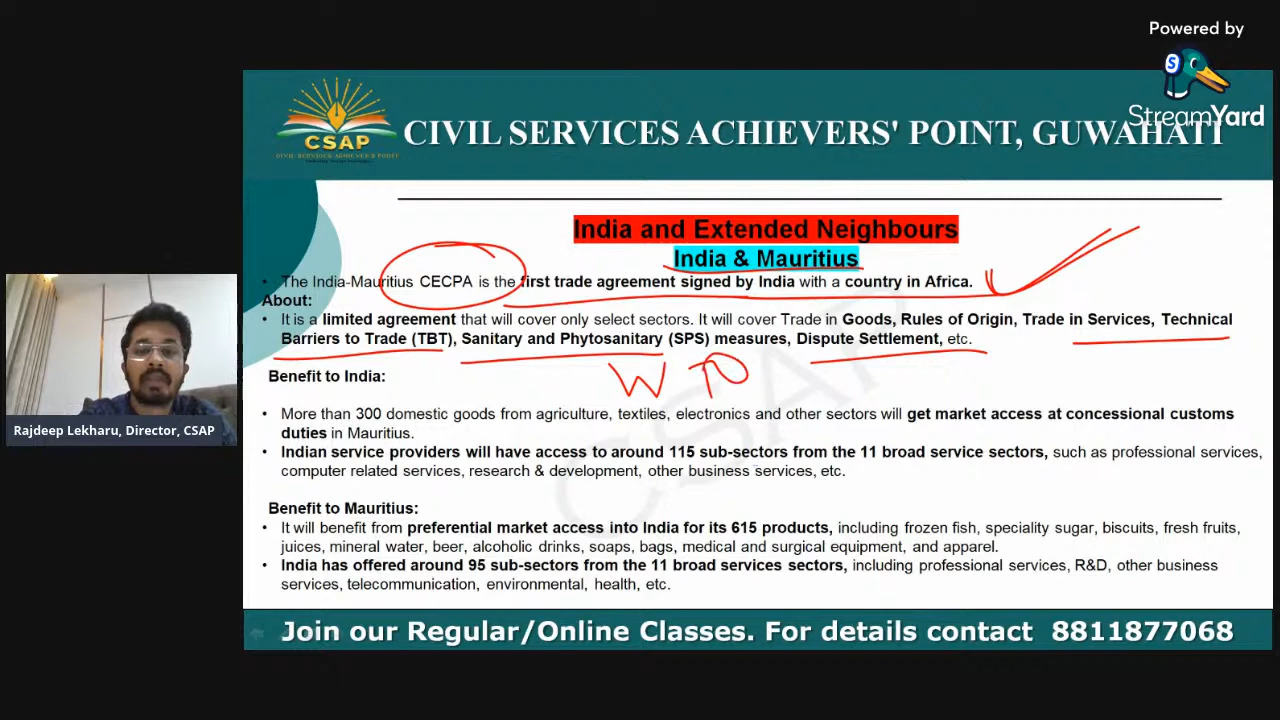 Powered by
StreamYard
CSAP
CIVIL SERVICES ACHIEVERS' POINT, GUWAHATI
India and Extended Neighbours
India & Mauritius
• The India-Mauritius CECPA is the first trade agreement signed by India with a country in Africa.
About:
• It is a limited agreement that will cover only select sectors. It will cover Trade in Goods, Rules of Origin, Trade in Services, Technical
Barriers to Trade (TBT), Sanitary and Phytosanitary (SPS) measures, Dispute Settlement, etc.
WTO
Benefit to India:
• More than 300 domestic goods from agriculture, textiles, electronics and other sectors will get market access at concessional customs
duties in Mauritius.
• Indian service providers will have access to around 115 sub-sectors from the 11 broad service sectors, such as professional services,
computer related services, research & development, other business services, etc.
Benefit to Mauritius:
• It will benefit from preferential market access into India for its 615 products, including frozen fish, speciality sugar, biscuits, fresh fruits,
juices, mineral water, beer, alcoholic drinks, soaps, bags, medical and surgical equipment, and apparel.
• India has offered around 95 sub-sectors from the 11 broad services sectors, including professional services, R&D, other business
services, telecommunication, environmental, health, etc.
CSAP
Rajdeep Lekharu, Director, CSAP
Join our Regular/Online Classes. For details contact 8811877068